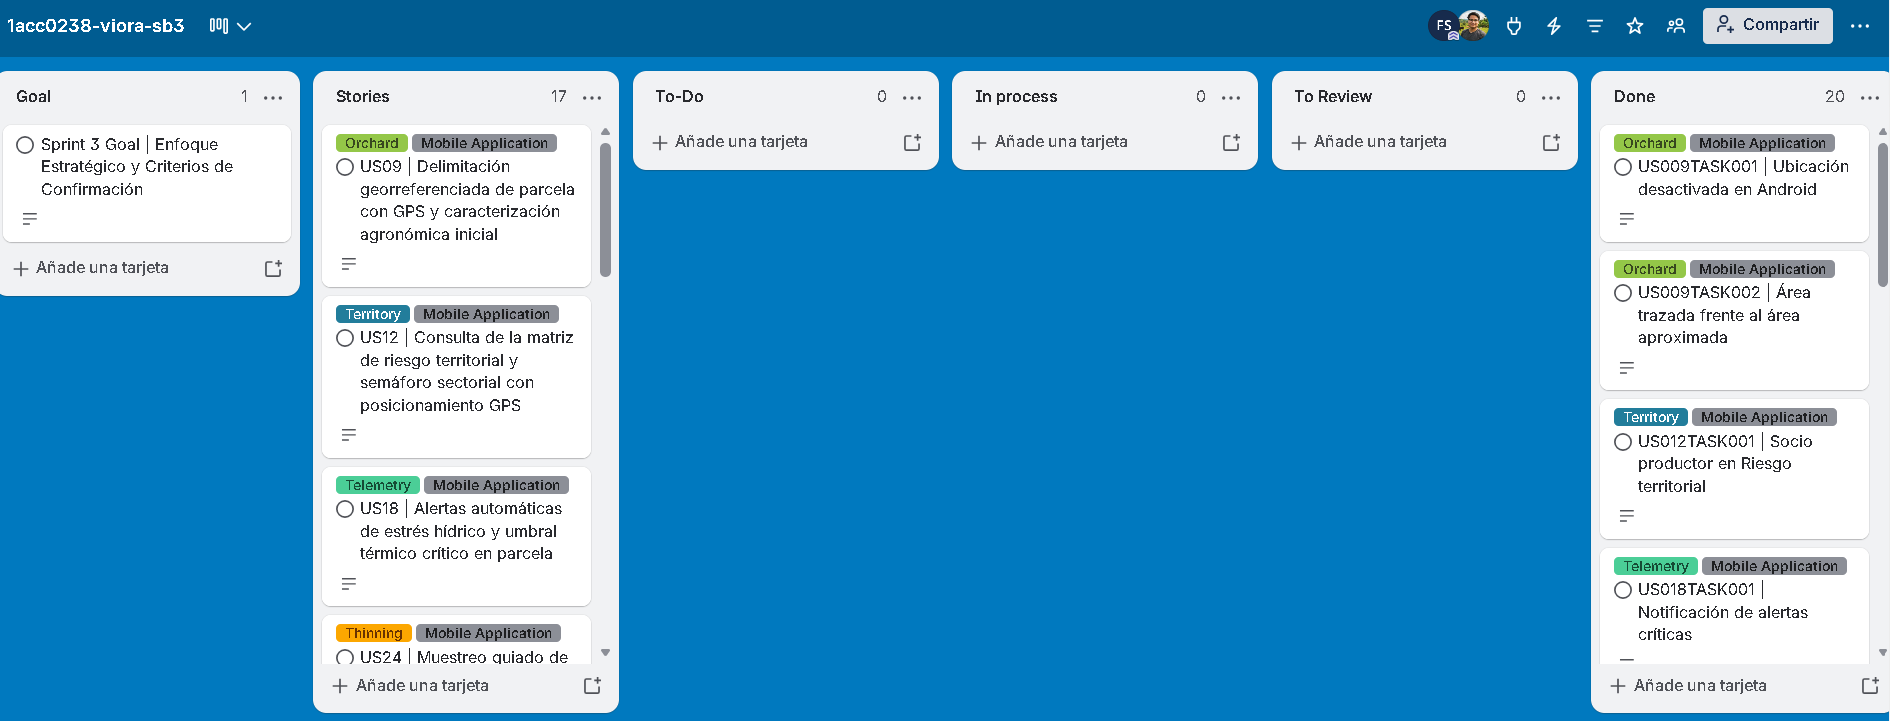 1acc0238-viora-sb3
FS
Compartir
Goal
1
Sprint 3 Goal | Enfoque
Estratégico y Criterios de
Confirmación
Añade una tarjeta
Stories
17
Orchard
Mobile Application
US09 | Delimitación
georreferenciada de parcela
con GPS y caracterización
agronómica inicial
Territory
Mobile Application
US12 | Consulta de la matriz
de riesgo territorial y
semáforo sectorial con
posicionamiento GPS
Telemetry
Mobile Application
US18 | Alertas automáticas
de estrés hídrico y umbral
térmico crítico en parcela
Thinning
Mobile Application
US24 | Muestreo guiado de
Añade una tarjeta
To-Do
0
Añade una tarjeta
In process
0
Añade una tarjeta
To Review
0
Añade una tarjeta
Done
20
Orchard
Mobile Application
US009TASK001 | Ubicación
desactivada en Android
Orchard
Mobile Application
US009TASK002 | Área
trazada frente al área
aproximada
Territory
Mobile Application
US012TASK001 | Socio
productor en Riesgo
territorial
Telemetry
Mobile Application
US018TASK001 |
Notificación de alertas
críticas
Añade una tarjeta